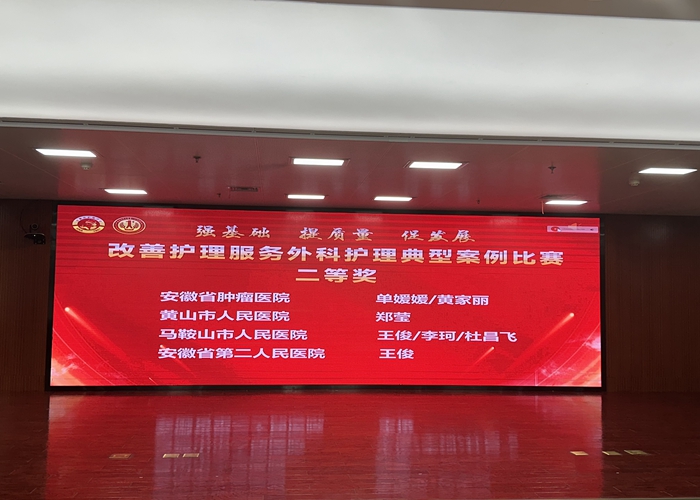 强基础 提质量 促发展
改善护理服务外科护理典型案例比赛
二等奖
安徽省肿瘤医院 单媛媛/黄家丽
黄山市人民医院 郑莹
马鞍山市人民医院 王俊/李珂/杜昌飞
安徽省第二人民医院 王俊